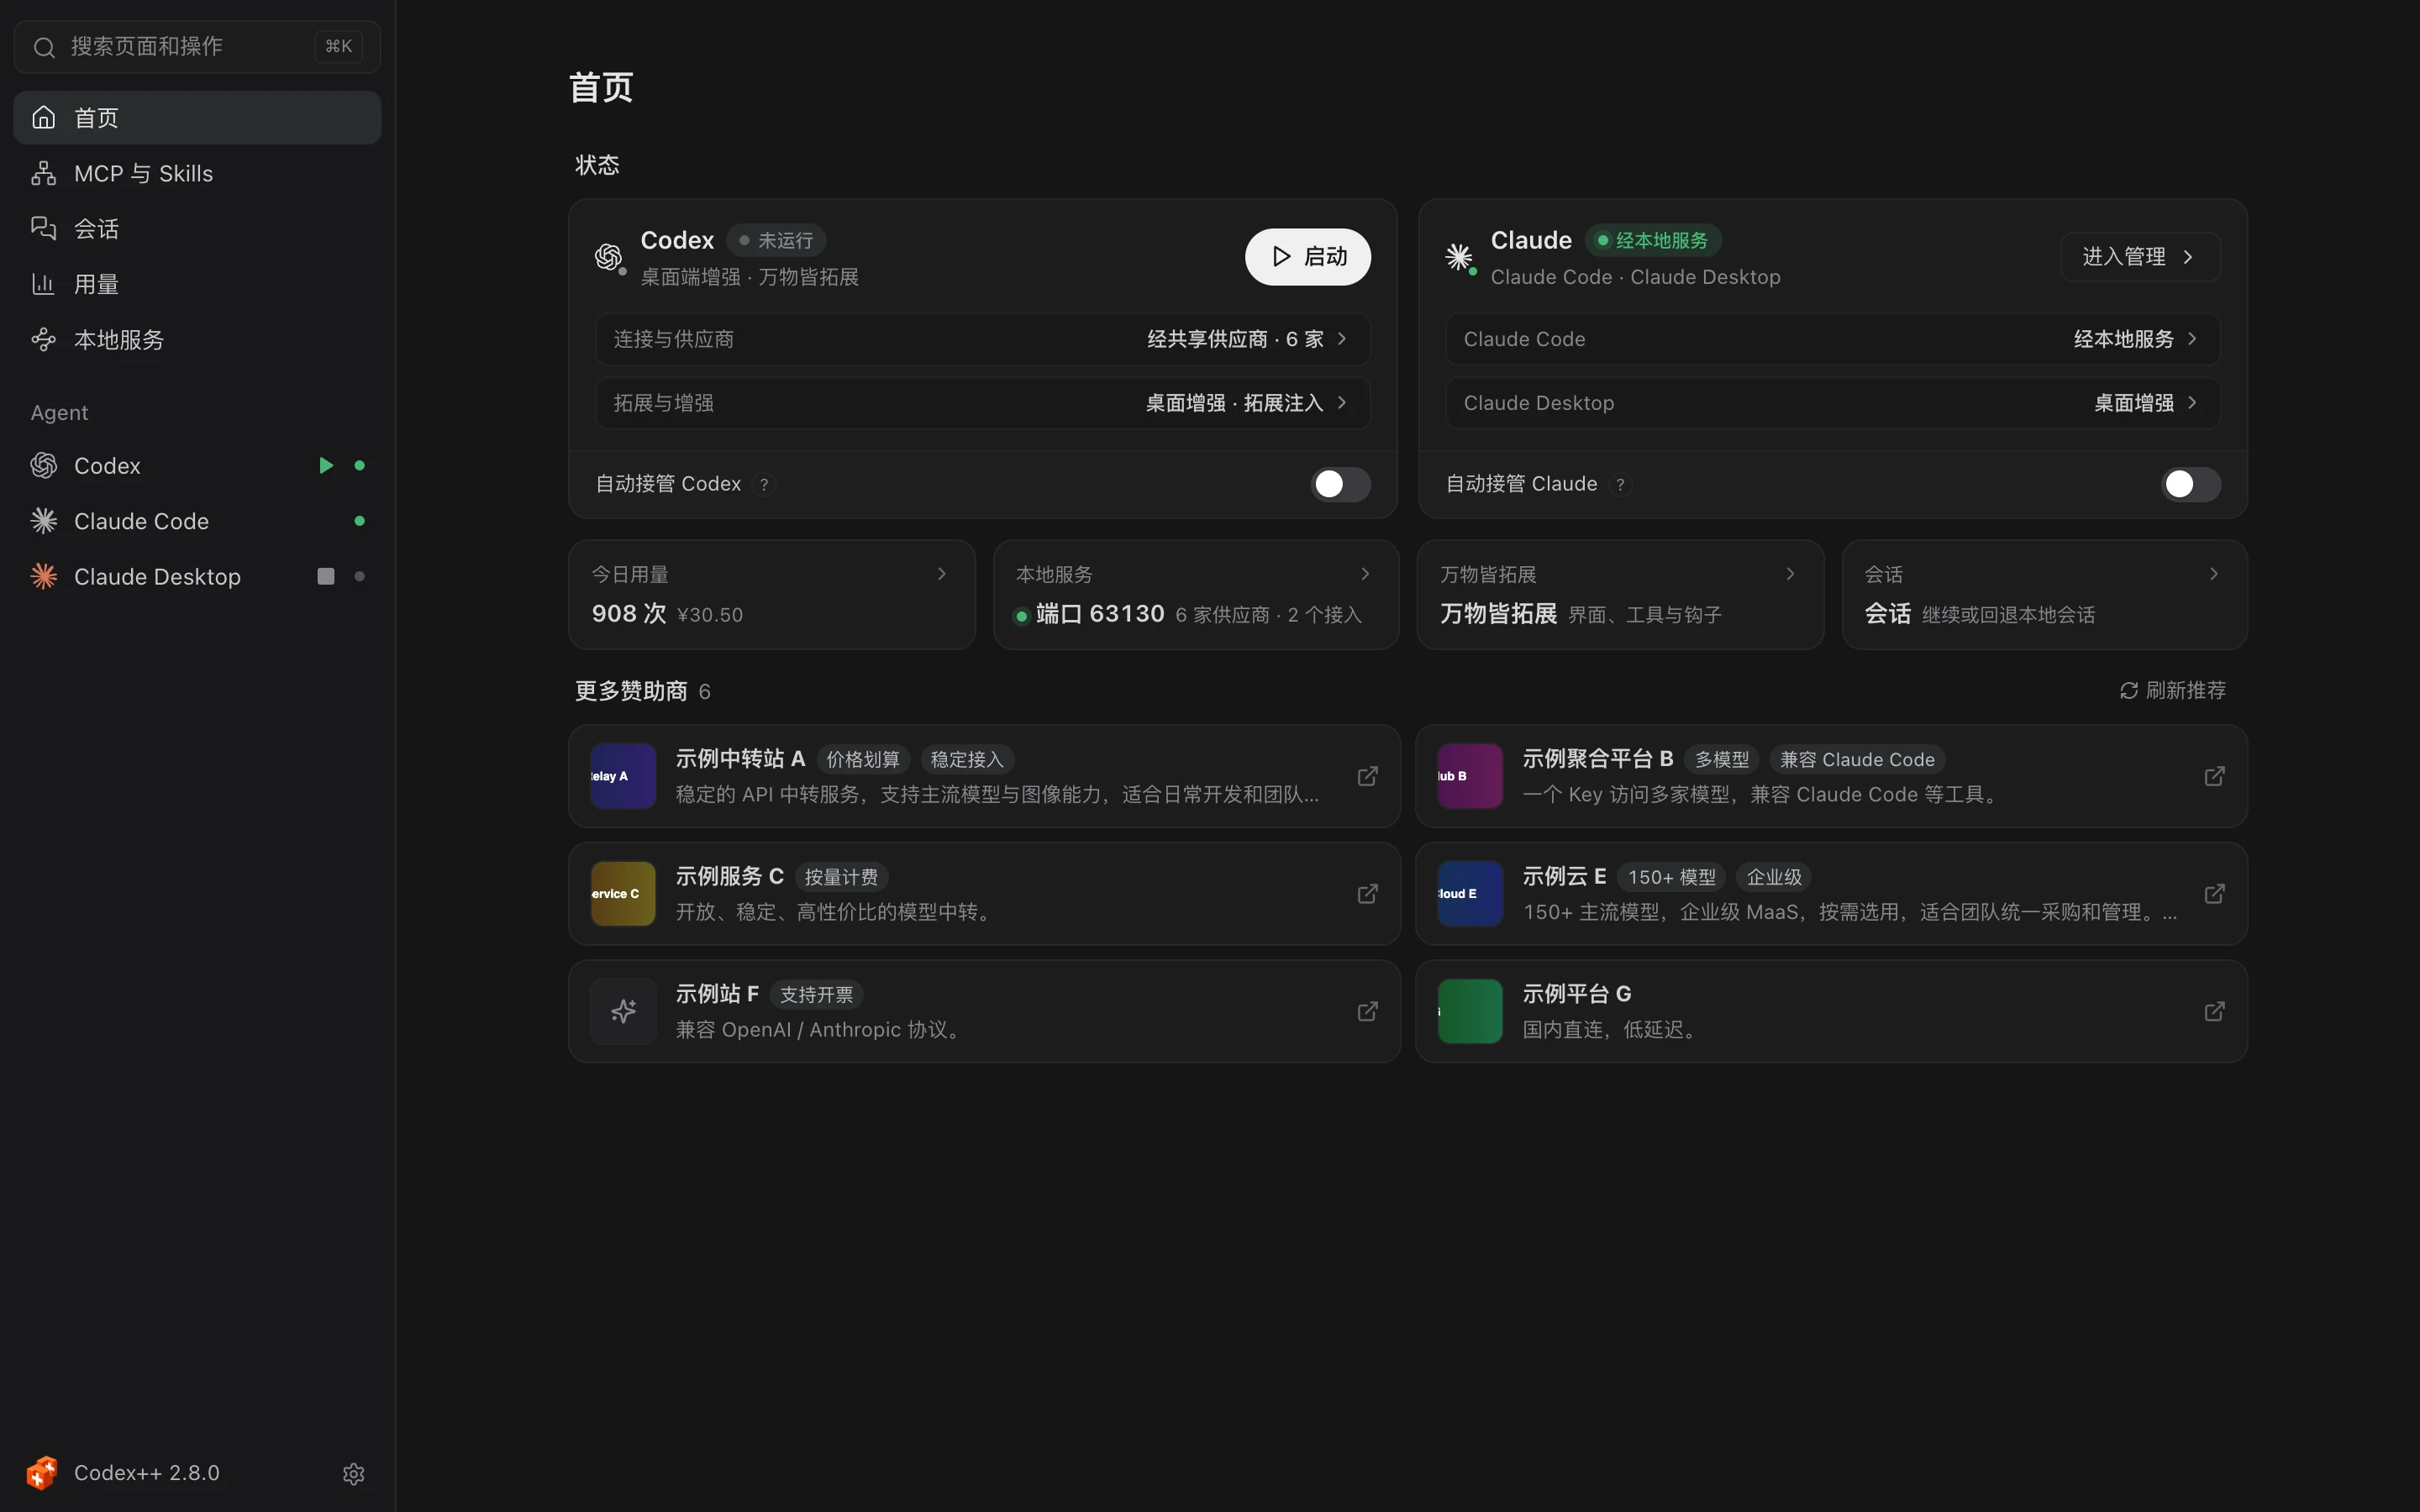 搜索页面和操作 ⌘K
首页
MCP 与 Skills
会话
用量
本地服务
Agent
Codex
Claude Code
Claude Desktop
Codex++ 2.8.0
首页
状态
Codex 未运行
桌面端增强 · 万物皆拓展
启动
连接与供应商 经共享供应商 · 6 家
拓展与增强 桌面增强 · 拓展注入
自动接管 Codex ?
Claude 经本地服务
Claude Code · Claude Desktop
进入管理
Claude Code 经本地服务
Claude Desktop 桌面增强
自动接管 Claude ?
今日用量
908 次 ¥30.50
本地服务
端口 63130 6 家供应商 · 2 个接入
万物皆拓展
万物皆拓展 界面、工具与钩子
会话
会话 继续或回退本地会话
更多赞助商 6
刷新推荐
elay A
示例中转站 A 价格划算 稳定接入
稳定的 API 中转服务，支持主流模型与图像能力，适合日常开发和团队...
ub B
示例聚合平台 B 多模型 兼容 Claude Code
一个 Key 访问多家模型，兼容 Claude Code 等工具。
ervice C
示例服务 C 按量计费
开放、稳定、高性价比的模型中转。
loud E
示例云 E 150+ 模型 企业级
150+ 主流模型，企业级 MaaS，按需选用，适合团队统一采购和管理。...
示例站 F 支持开票
兼容 OpenAI / Anthropic 协议。
示例平台 G
国内直连，低延迟。